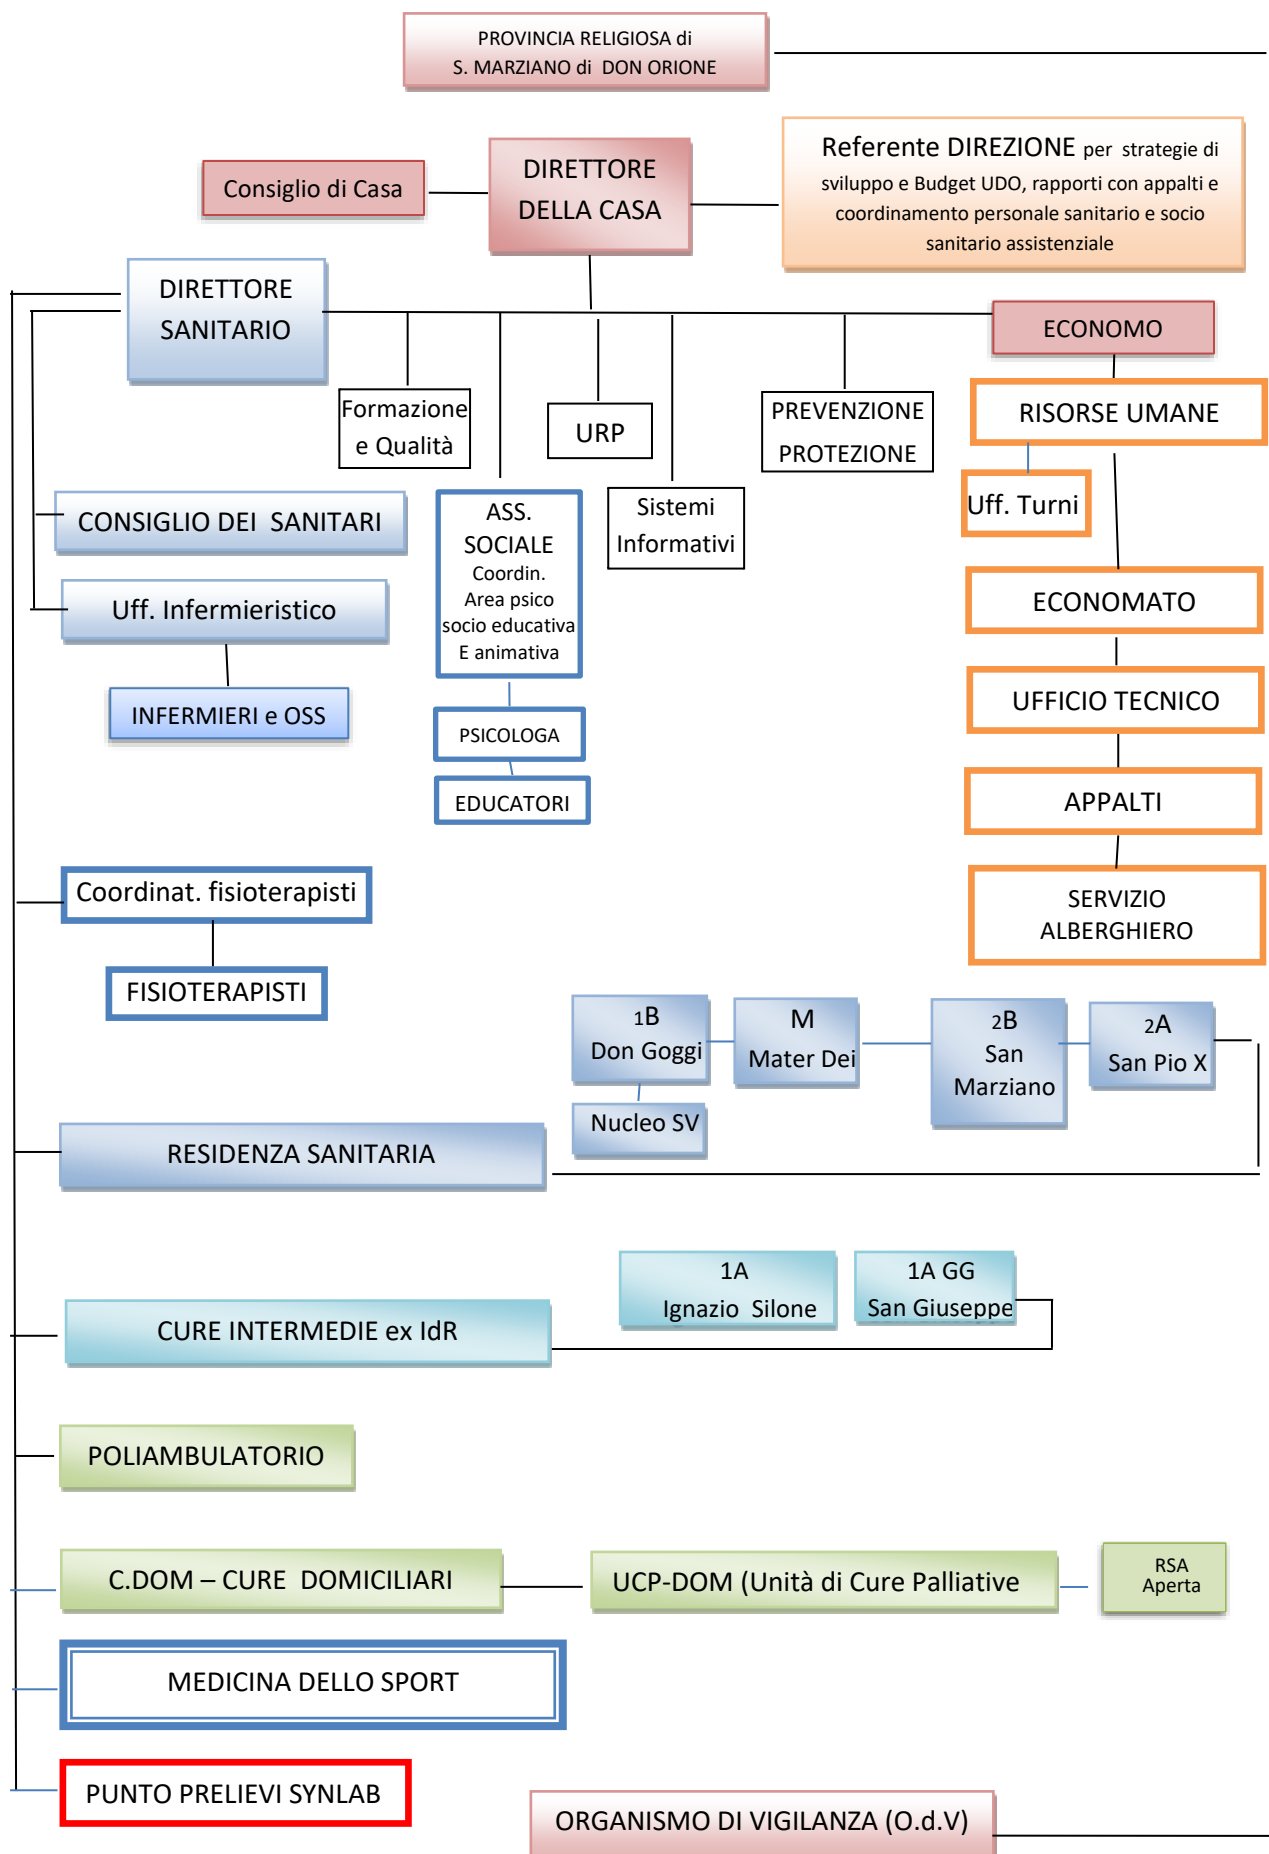 PROVINCIA RELIGIOSA di
S. MARZIANO di DON ORIONE
Consiglio di Casa
DIRETTORE
DELLA CASA
Referente DIREZIONE per strategie di
sviluppo e Budget UDO, rapporti con appalti e
coordinamento personale sanitario e socio
sanitario assistenziale
DIRETTORE
SANITARIO
ECONOMO
Formazione
e Qualità
URP
PREVENZIONE
PROTEZIONE
RISORSE UMANE
Uff. Turni
CONSIGLIO DEI SANITARI
ASS.
SOCIALE
Coordin.
Area psico
socio educativa
E animativa
Sistemi
Informativi
Uff. Infermieristico
ECONOMATO
INFERMIERI e OSS
PSICOLOGA
UFFICIO TECNICO
EDUCATORI
APPALTI
Coordinat. fisioterapisti
SERVIZIO
ALBERGHIERO
FISIOTERAPISTI
1B
Don Goggi
M
Mater Dei
2B
San
Marziano
2A
San Pio X
Nucleo SV
RESIDENZA SANITARIA
1A
Ignazio Silone
1A GG
San Giuseppe
CURE INTERMEDIE ex IdR
POLIAMBULATORIO
C.DOM – CURE DOMICILIARI
UCP-DOM (Unità di Cure Palliative
RSA
Aperta
MEDICINA DELLO SPORT
PUNTO PRELIEVI SYNLAB
ORGANISMO DI VIGILANZA (O.d.V)